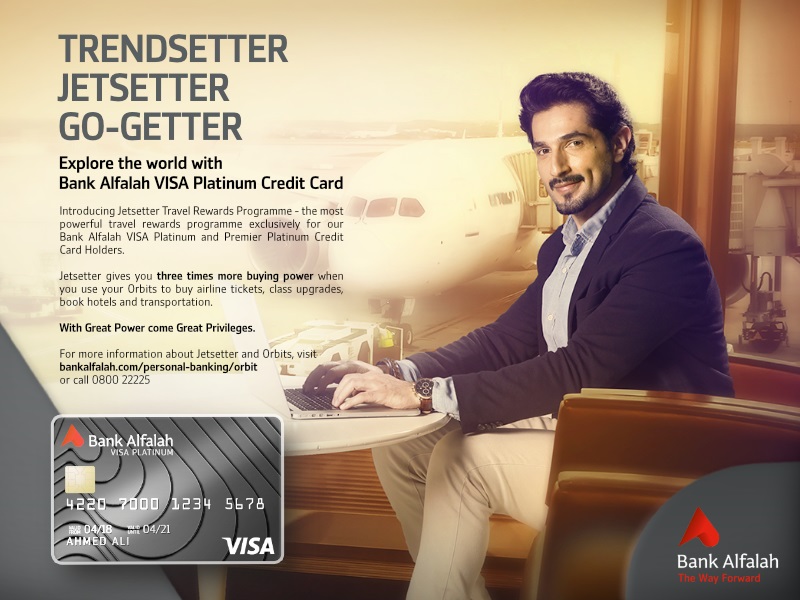 TRENDSETTER
JETSETTER
GO-GETTER
Explore the world with
Bank Alfalah VISA Platinum Credit Card
Introducing Jetsetter Travel Rewards Programme - the most
powerful travel rewards programme exclusively for our
Bank Alfalah VISA Platinum and Premier Platinum Credit
Card Holders.
Jetsetter gives you three times more buying power when
you use your Orbits to buy airline tickets, class upgrades,
book hotels and transportation.
With Great Power come Great Privileges.
For more information about Jetsetter and Orbits, visit
bankalfalah.com/personal-banking/orbit
or call 0800 22225
Bank Alfalah
VISA PLATINUM
4220 7000 1234 5678
04/18 04/21
AHMED ALI
VISA
Bank Alfalah
The Way Forward